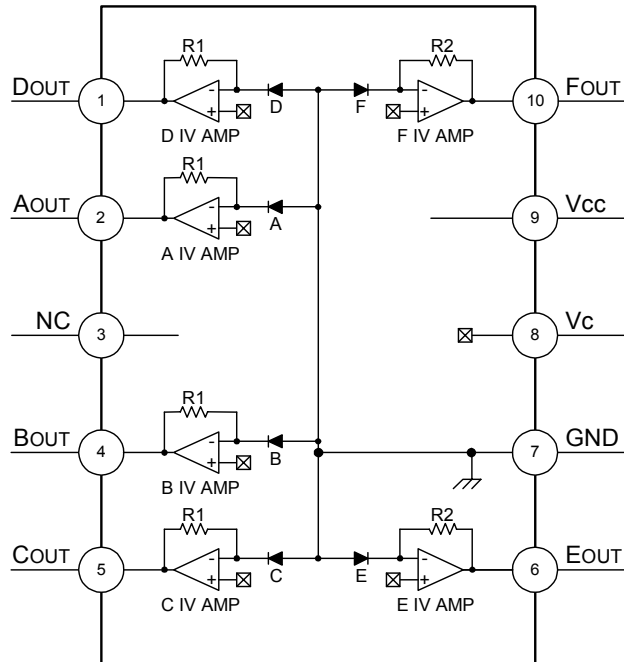 R1
R2
DOUT
1
-
+
D
D IV AMP
F
-
+
F IV AMP
10
FOUT
R1
AOUT
2
-
+
A
A IV AMP
9
Vcc
NC
3
8
Vc
R1
BOUT
4
-
+
B
B IV AMP
7
GND
R1
R2
COUT
5
-
+
C
C IV AMP
E
-
+
E IV AMP
6
EOUT